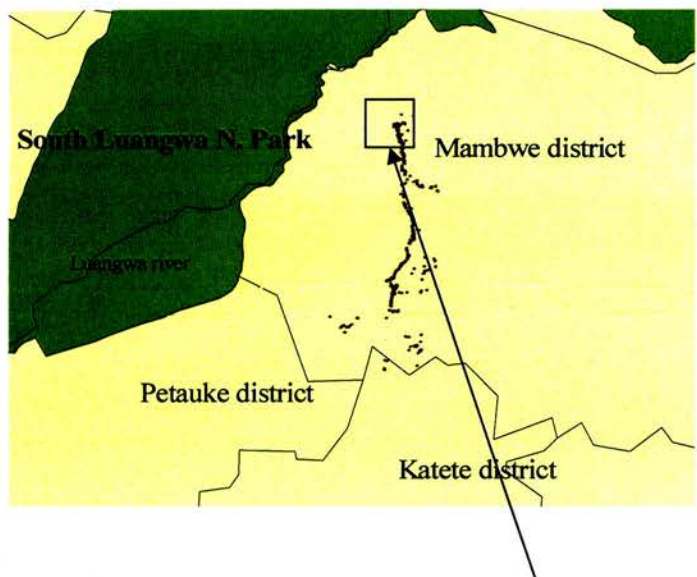 South Luangwa N. Park
Mambwe district
Luangwa river
Petauke district
Katete district